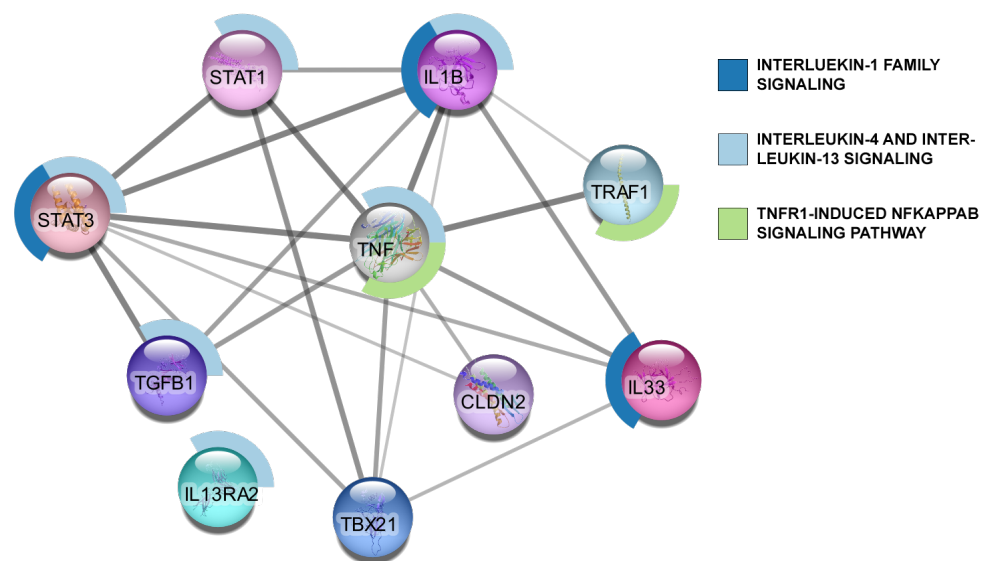 STAT1
IL1B
TRAF1
STAT3
TNF
TGFB1
CLDN2
IL33
IL13RA2
TBX21
INTERLUEKIN-1 FAMILY
SIGNALING
INTERLEUKIN-4 AND INTER-
LEUKIN-13 SIGNALING
TNFR1-INDUCED NFKAPPAB
SIGNALING PATHWAY